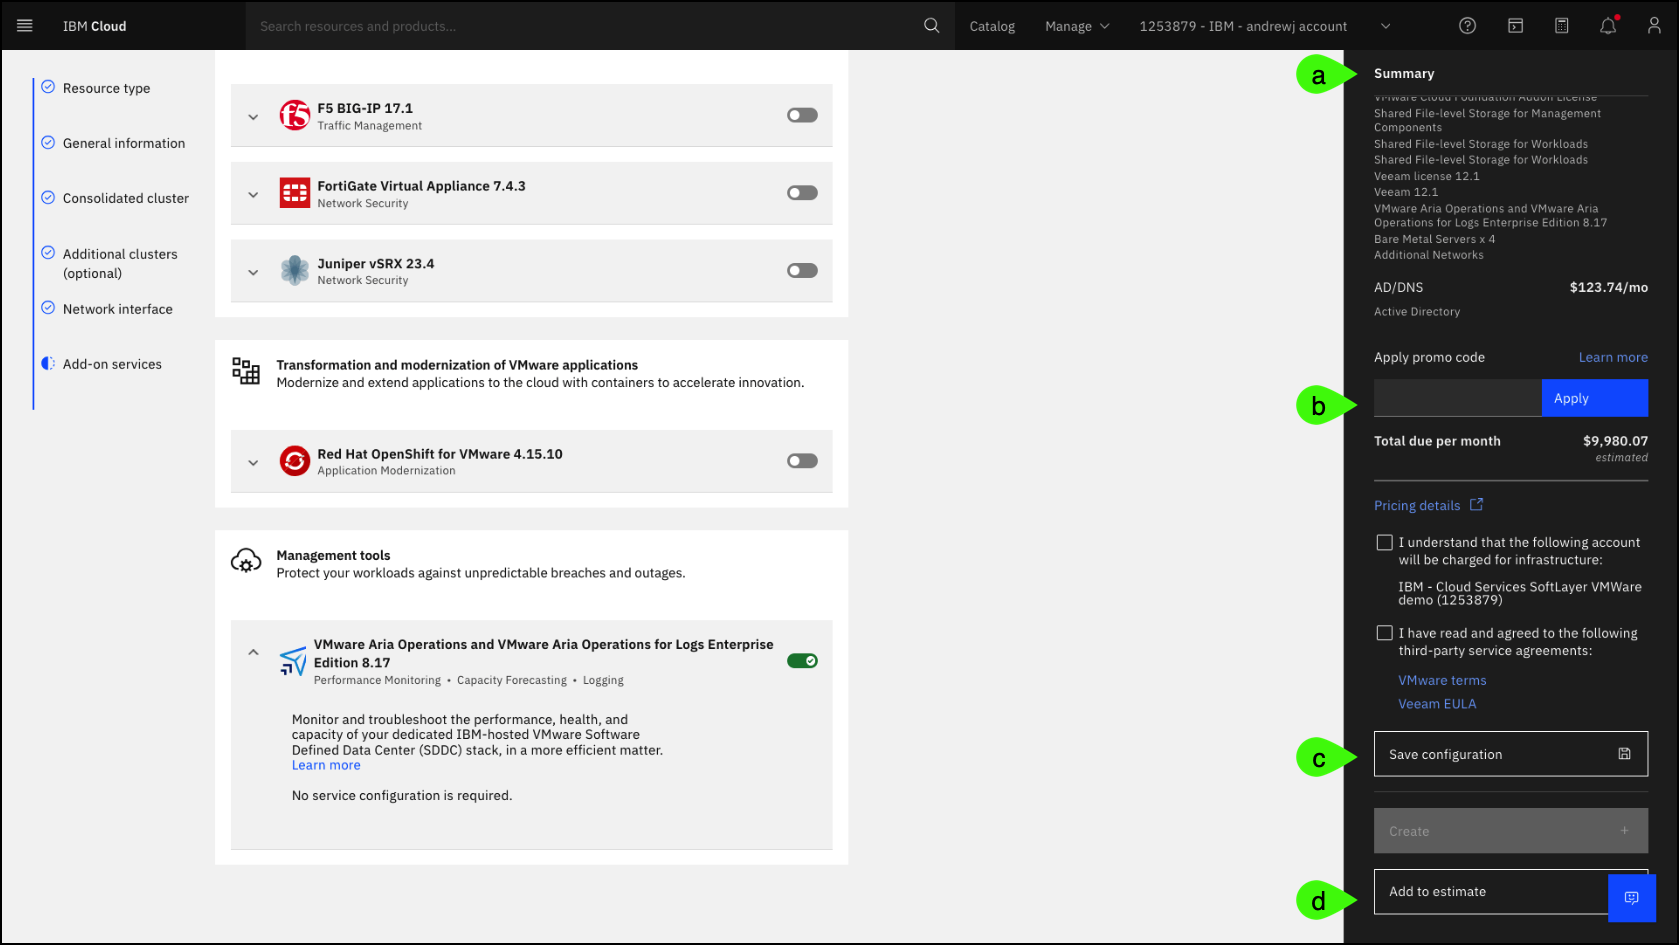 IBM Cloud
Search resources and products...
Catalog
Manage
1253879 - IBM - andrewj account
Resource type
General information
Consolidated cluster
Additional clusters
(optional)
Network interface
Add-on services
F5 BIG-IP 17.1
Traffic Management
FortiGate Virtual Appliance 7.4.3
Network Security
Juniper vSRX 23.4
Network Security
Transformation and modernization of VMware applications
Modernize and extend applications to the cloud with containers to accelerate innovation.
Red Hat OpenShift for VMware 4.15.10
Application Modernization
Management tools
Protect your workloads against unpredictable breaches and outages.
VMware Aria Operations and VMware Aria Operations for Logs Enterprise
Edition 8.17
Performance Monitoring • Capacity Forecasting • Logging
Monitor and troubleshoot the performance, health, and
capacity of your dedicated IBM-hosted VMware Software
Defined Data Center (SDDC) stack, in a more efficient matter.
Learn more
No service configuration is required.
a
Summary
VMware Cloud Foundation Addon License
Shared File-level Storage for Management
Components
Shared File-level Storage for Workloads
Shared File-level Storage for Workloads
Veeam license 12.1
Veeam 12.1
VMware Aria Operations and VMware Aria
Operations for Logs Enterprise Edition 8.17
Bare Metal Servers x 4
Additional Networks
AD/DNS $123.74/mo
Active Directory
Apply promo code Learn more
b
Apply
Total due per month $9,980.07
estimated
Pricing details
I understand that the following account
will be charged for infrastructure:
IBM - Cloud Services SoftLayer VMWare
demo (1253879)
I have read and agreed to the following
third-party service agreements:
VMware terms
Veeam EULA
c
Save configuration
Create +
d
Add to estimate